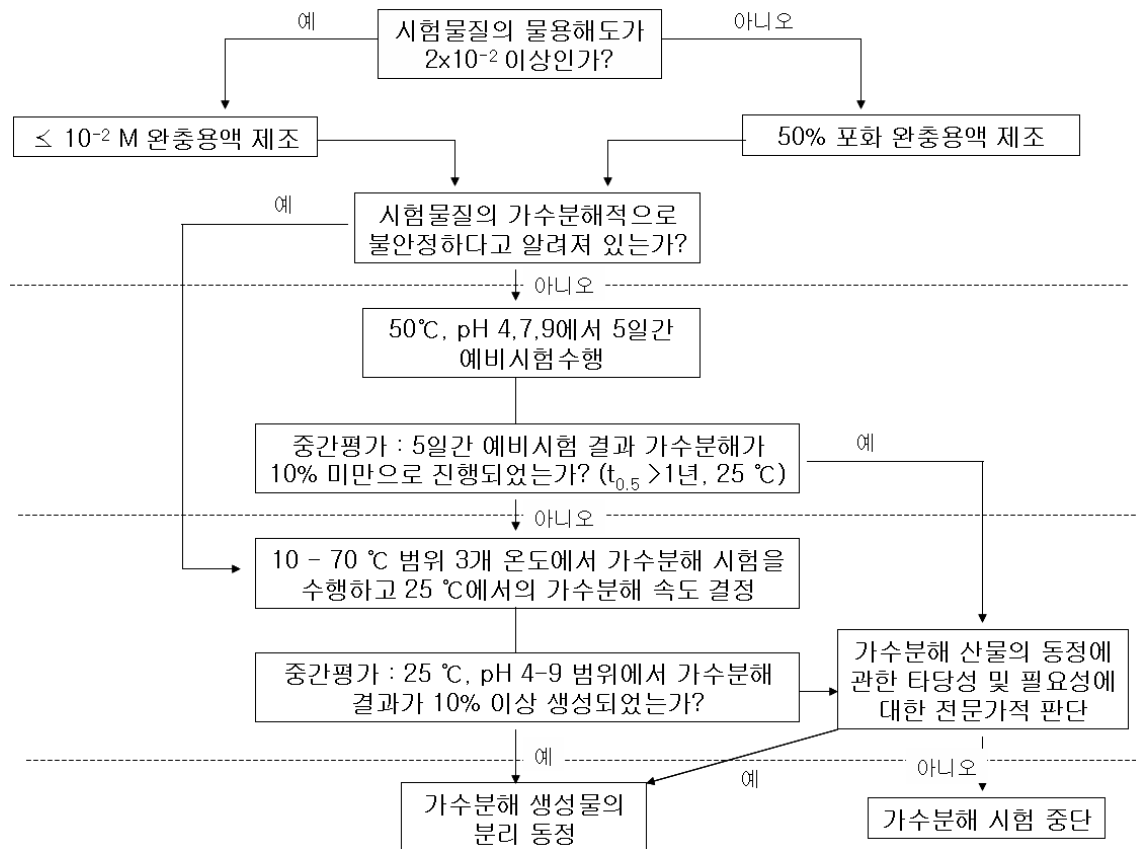 예
시험물질의 물용해도가
2x10⁻² 이상인가?
아니오
≤ 10⁻² M 완충용액 제조
50% 포화 완충용액 제조
예
시험물질의 가수분해적으로
불안정하다고 알려져 있는가?
아니오
50℃, pH 4,7,9에서 5일간
예비시험수행
중간평가 : 5일간 예비시험 결과 가수분해가
10% 미만으로 진행되었는가? (t₀.₅ >1년, 25 ℃)
예
아니오
10 - 70 ℃ 범위 3개 온도에서 가수분해 시험을
수행하고 25 ℃에서의 가수분해 속도 결정
중간평가 : 25 ℃, pH 4-9 범위에서 가수분해
결과가 10% 이상 생성되었는가?
가수분해 산물의 동정에
관한 타당성 및 필요성에
대한 전문가적 판단
예
예
아니오
가수분해 생성물의
분리 동정
가수분해 시험 중단